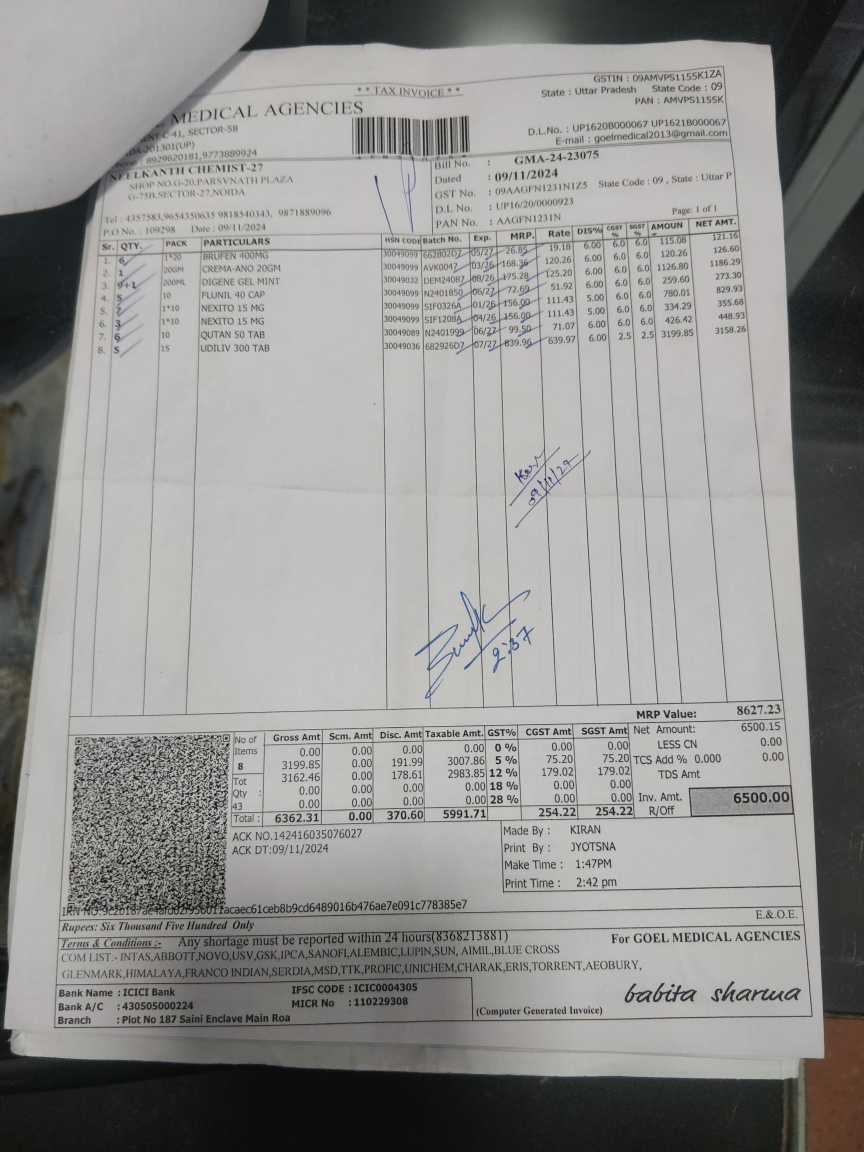 * * TAX INVOICE * *
GSTIN : 09AMVPS1155K1ZA
State : Uttar Pradesh State Code : 09
PAN : AMVPS1155K
MEDICAL AGENCIES
C-41, SECTOR-58
201301(UP)
8929620181,9773889924
D.L.No. : UP1620B000067 UP1621B000067
E-mail : goelmedical2013@gmail.com
NEELKANTH CHEMIST-27
SHOP NO.G-20,PARSVNATH PLAZA
G-75B,SECTOR-27,NOIDA
Tel : 4357583,9654350635 9818540343, 9871889096
P.O No. : 109298 Date : 09/11/2024
Bill No. : GMA-24-23075
Dated : 09/11/2024
GST No. : 09AAGFN1231N1Z5 State Code : 09 , State : Uttar P
D.L No. : UP16/20/0000923
PAN No. : AAGFN1231N
Page: 1 of 1
Sr. QTY. PACK PARTICULARS HSN CODE Batch No. Exp. MRP. Rate DIS% CGST % SGST % AMOUN NET AMT.
1. 6 1*20 BRUFEN 400MG 30049099 662802D7 05/27 26.85 19.18 6.00 6.0 6.0 115.08 121.16
2. 1 20GM CREMA-ANO 20GM 30049099 AVK0047 03/26 168.36 120.26 6.00 6.0 6.0 120.26 126.60
3. 9+1 200ML DIGENE GEL MINT 30049032 DEM24087 08/26 175.28 125.20 6.00 6.0 6.0 1126.80 1186.29
4. 5 10 FLUNIL 40 CAP 30049099 N2401850 06/27 72.69 51.92 6.00 6.0 6.0 259.60 273.30
5. 7 1*10 NEXITO 15 MG 30049099 SIF0326A 01/26 156.00 111.43 5.00 6.0 6.0 780.01 829.93
6. 3 1*10 NEXITO 15 MG 30049099 SIF1208A 04/26 156.00 111.43 5.00 6.0 6.0 334.29 355.68
7. 6 10 QUTAN 50 TAB 30049089 N2401999 06/27 99.50 71.07 6.00 6.0 6.0 426.42 448.93
8. 5 15 UDILIV 300 TAB 30049036 682926D7 07/27 839.96 639.97 6.00 2.5 2.5 3199.85 3158.26
09/11/24
2:57
MRP Value: 8627.23
No of Items 8
Tot Qty : 43
Gross Amt Scm. Amt Disc. Amt Taxable Amt. GST% CGST Amt SGST Amt
0.00 0.00 0.00 0.00 0 % 0.00 0.00
3199.85 0.00 191.99 3007.86 5 % 75.20 75.20
3162.46 0.00 178.61 2983.85 12 % 179.02 179.02
0.00 0.00 0.00 0.00 18 % 0.00 0.00
0.00 0.00 0.00 0.00 28 % 0.00 0.00
Total : 6362.31 0.00 370.60 5991.71 254.22 254.22
Net Amount: 6500.15
LESS CN 0.00
TCS Add % 0.000 0.00
TDS Amt
Inv. Amt. 6500.00
R/Off
ACK NO.142416035076027
ACK DT:09/11/2024
Made By : KIRAN
Print By : JYOTSNA
Make Time : 1:47PM
Print Time : 2:42 pm
E.&O.E.
Rupees: Six Thousand Five Hundred Only
Terms & Conditions :- Any shortage must be reported within 24 hours(8368213881)
For GOEL MEDICAL AGENCIES
COM LIST:- INTAS,ABBOTT,NOVO,USV,GSK,IPCA,SANOFI,ALEMBIC,LUPIN,SUN, AIMIL,BLUE CROSS
GLENMARK,HIMALAYA,FRANCO INDIAN,SERDIA,MSD,TTK,PROFIC,UNICHEM,CHARAK,ERIS,TORRENT,AEOBURY,
Bank Name : ICICI Bank IFSC CODE : ICIC0004305
Bank A/C : 430505000224 MICR No : 110229308
Branch : Plot No 187 Saini Enclave Main Roa
(Computer Generated Invoice)
babita sharma